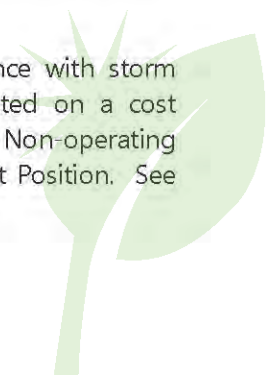 nce with storm
ted on a cost
Non-operating
t Position. See